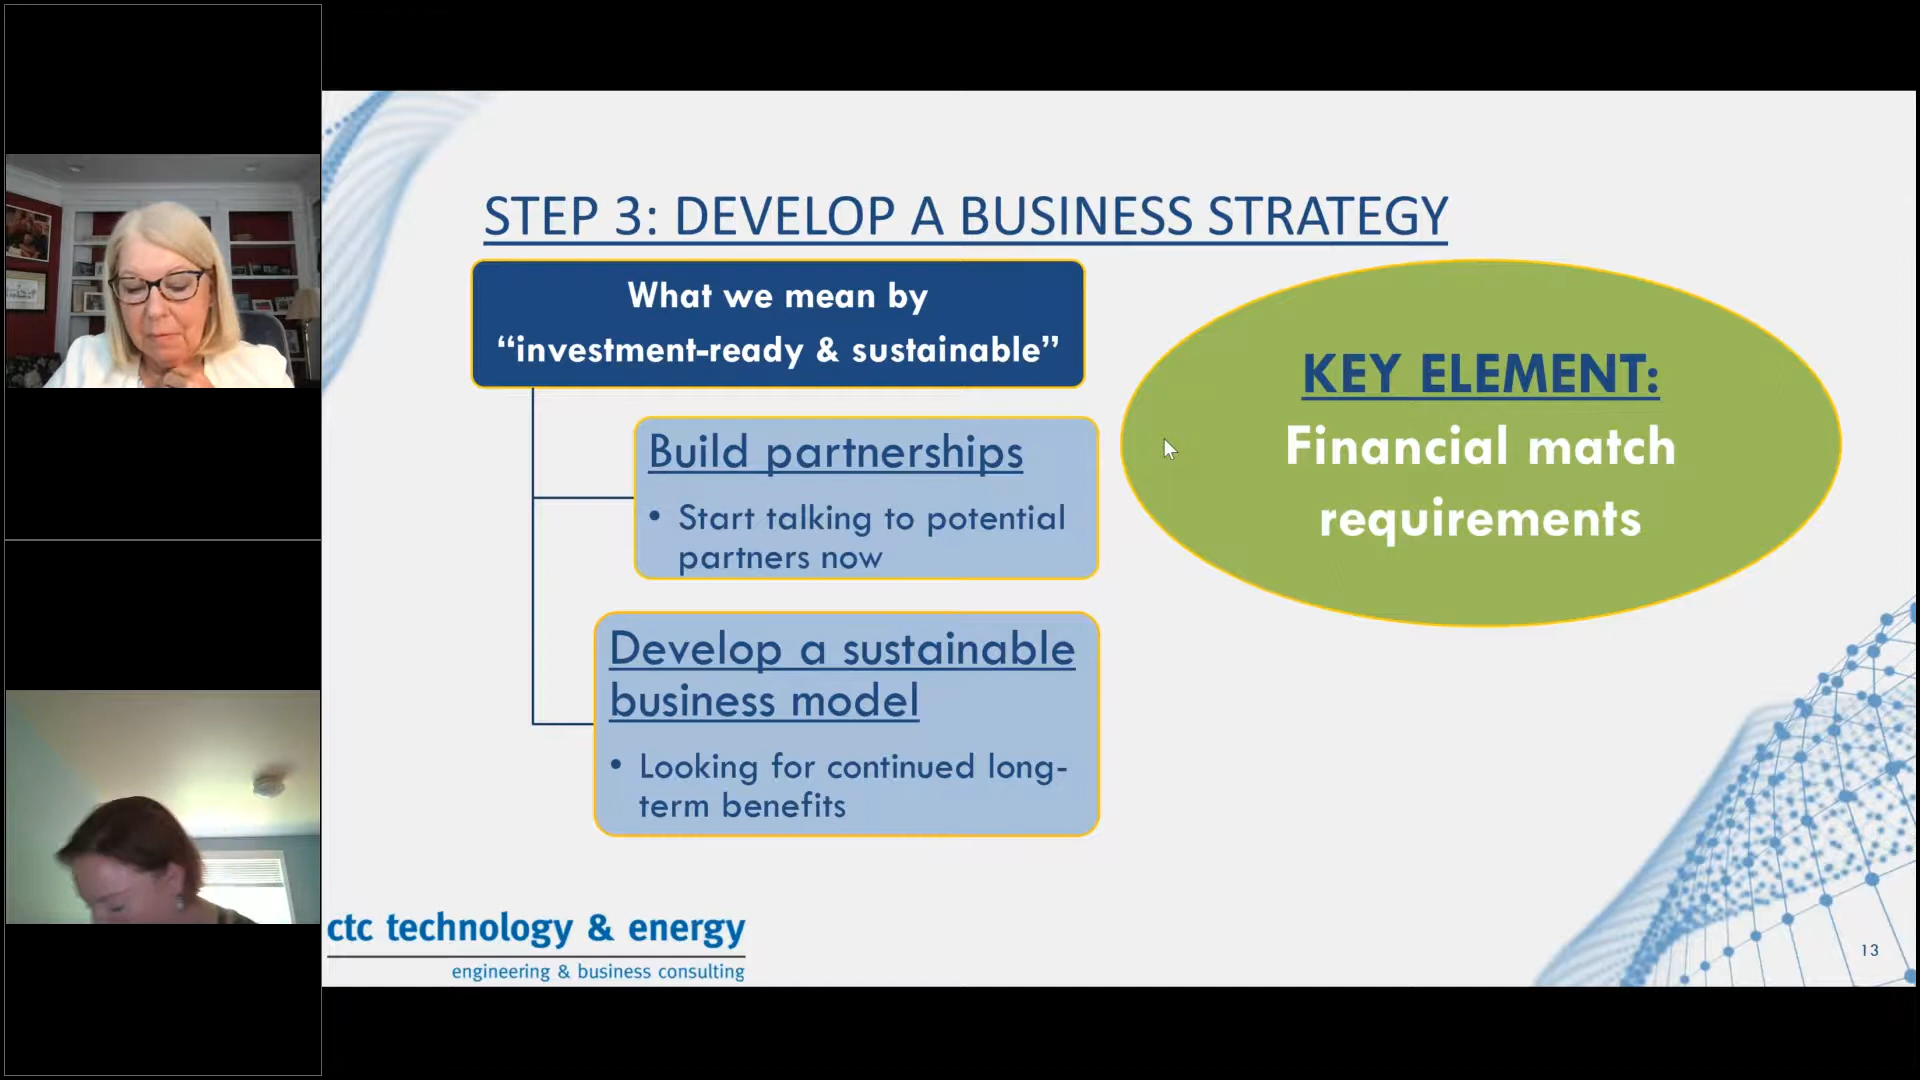 STEP 3: DEVELOP A BUSINESS STRATEGY
What we mean by
“investment-ready & sustainable”
Build partnerships
• Start talking to potential
partners now
Develop a sustainable
business model
• Looking for continued long-
term benefits
KEY ELEMENT:
Financial match
requirements
ctc technology & energy
engineering & business consulting
13